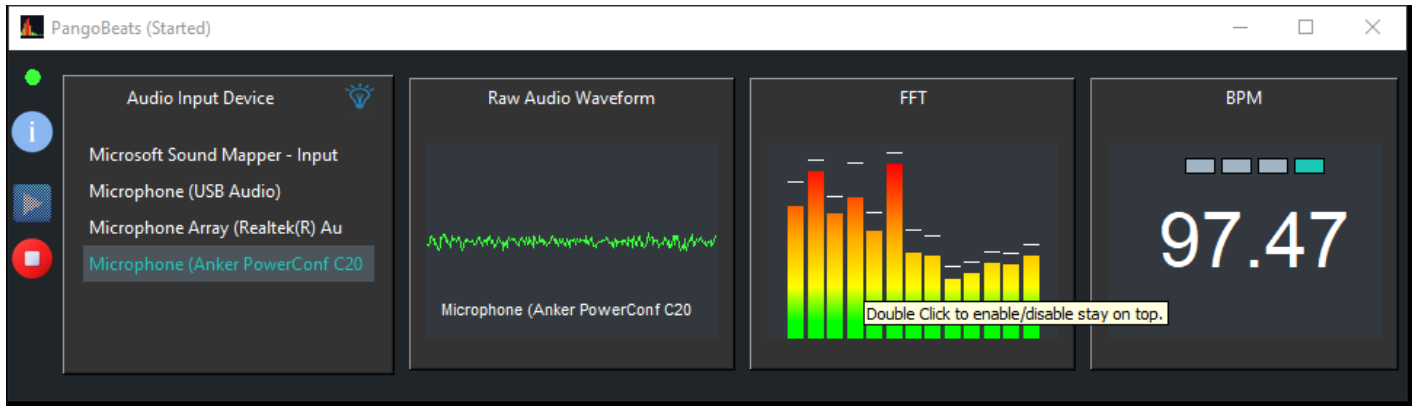 PangoBeats (Started)
Audio Input Device
Microsoft Sound Mapper - Input
Microphone (USB Audio)
Microphone Array (Realtek(R) Au
Microphone (Anker PowerConf C20
Raw Audio Waveform
Microphone (Anker PowerConf C20
FFT
Double Click to enable/disable stay on top.
BPM
97.47